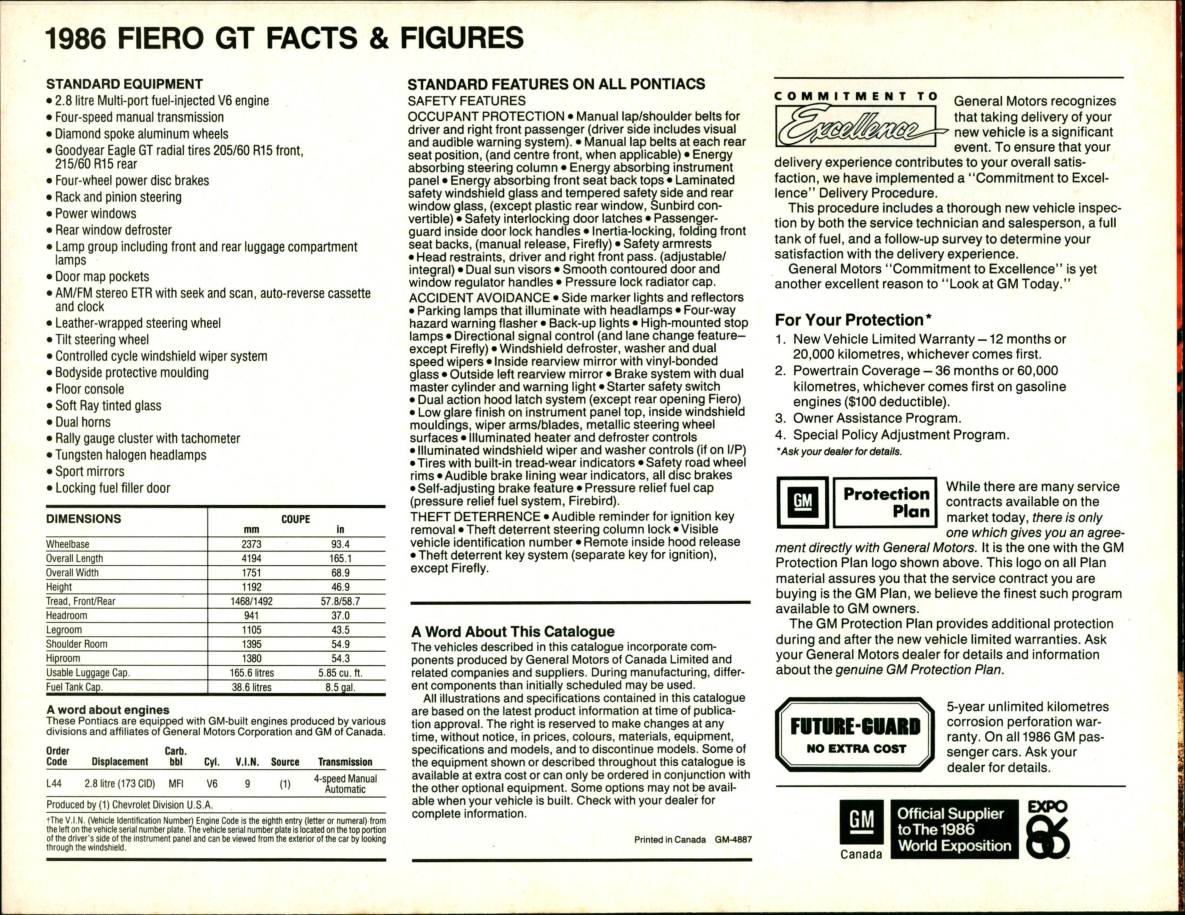 1986 FIERO GT FACTS & FIGURES
STANDARD EQUIPMENT
• 2.8 litre Multi-port fuel-injected V6 engine
• Four-speed manual transmission
• Diamond spoke aluminum wheels
• Goodyear Eagle GT radial tires 205/60 R15 front,
215/60 R15 rear
• Four-wheel power disc brakes
• Rack and pinion steering
• Power windows
• Rear window defroster
• Lamp group including front and rear luggage compartment
lamps
• Door map pockets
• AM/FM stereo ETR with seek and scan, auto-reverse cassette
and clock
• Leather-wrapped steering wheel
• Tilt steering wheel
• Controlled cycle windshield wiper system
• Bodyside protective moulding
• Floor console
• Soft Ray tinted glass
• Dual horns
• Rally gauge cluster with tachometer
• Tungsten halogen headlamps
• Sport mirrors
• Locking fuel filler door
DIMENSIONS COUPE
mm in
Wheelbase 2373 93.4
Overall Length 4194 165.1
Overall Width 1751 68.9
Height 1192 46.9
Tread, Front/Rear 1468/1492 57.8/58.7
Headroom 941 37.0
Legroom 1105 43.5
Shoulder Room 1395 54.9
Hiproom 1380 54.3
Usable Luggage Cap. 165.6 litres 5.85 cu. ft.
Fuel Tank Cap. 38.6 litres 8.5 gal.
A word about engines
These Pontiacs are equipped with GM-built engines produced by various
divisions and affiliates of General Motors Corporation and GM of Canada.
Order Code Displacement Carb. bbl Cyl. V.I.N. Source Transmission
L44 2.8 litre (173 CID) MFI V6 9 (1) 4-speed Manual
Automatic
Produced by (1) Chevrolet Division U.S.A.
†The V.I.N. (Vehicle Identification Number) Engine Code is the eighth entry (letter or numeral) from
the left on the vehicle serial number plate. The vehicle serial number plate is located on the top portion
of the driver's side of the instrument panel and can be viewed from the exterior of the car by looking
through the windshield.
STANDARD FEATURES ON ALL PONTIACS
SAFETY FEATURES
OCCUPANT PROTECTION • Manual lap/shoulder belts for
driver and right front passenger (driver side includes visual
and audible warning system). • Manual lap belts at each rear
seat position, (and centre front, when applicable) • Energy
absorbing steering column • Energy absorbing instrument
panel • Energy absorbing front seat back tops • Laminated
safety windshield glass and tempered safety side and rear
window glass, (except plastic rear window, Sunbird con-
vertible) • Safety interlocking door latches • Passenger-
guard inside door lock handles • Inertia-locking, folding front
seat backs, (manual release, Firefly) • Safety armrests
• Head restraints, driver and right front pass. (adjustable/
integral) • Dual sun visors • Smooth contoured door and
window regulator handles • Pressure lock radiator cap.
ACCIDENT AVOIDANCE • Side marker lights and reflectors
• Parking lamps that illuminate with headlamps • Four-way
hazard warning flasher • Back-up lights • High-mounted stop
lamps • Directional signal control (and lane change feature—
except Firefly) • Windshield defroster, washer and dual
speed wipers • Inside rearview mirror with vinyl-bonded
glass • Outside left rearview mirror • Brake system with dual
master cylinder and warning light • Starter safety switch
• Dual action hood latch system (except rear opening Fiero)
• Low glare finish on instrument panel top, inside windshield
mouldings, wiper arms/blades, metallic steering wheel
surfaces • Illuminated heater and defroster controls
• Illuminated windshield wiper and washer controls (if on I/P)
• Tires with built-in tread-wear indicators • Safety road wheel
rims • Audible brake lining wear indicators, all disc brakes
• Self-adjusting brake feature • Pressure relief fuel cap
(pressure relief fuel system, Firebird).
THEFT DETERRENCE • Audible reminder for ignition key
removal • Theft deterrent steering column lock • Visible
vehicle identification number • Remote inside hood release
• Theft deterrent key system (separate key for ignition),
except Firefly.
A Word About This Catalogue
The vehicles described in this catalogue incorporate com-
ponents produced by General Motors of Canada Limited and
related companies and suppliers. During manufacturing, differ-
ent components than initially scheduled may be used.
All illustrations and specifications contained in this catalogue
are based on the latest product information at time of publica-
tion approval. The right is reserved to make changes at any
time, without notice, in prices, colours, materials, equipment,
specifications and models, and to discontinue models. Some of
the equipment shown or described throughout this catalogue is
available at extra cost or can only be ordered in conjunction with
the other optional equipment. Some options may not be avail-
able when your vehicle is built. Check with your dealer for
complete information.
Printed in Canada GM-4887
COMMITMENT TO
Excellence
General Motors recognizes
that taking delivery of your
new vehicle is a significant
event. To ensure that your
delivery experience contributes to your overall satis-
faction, we have implemented a "Commitment to Excel-
lence" Delivery Procedure.
This procedure includes a thorough new vehicle inspec-
tion by both the service technician and salesperson, a full
tank of fuel, and a follow-up survey to determine your
satisfaction with the delivery experience.
General Motors "Commitment to Excellence" is yet
another excellent reason to "Look at GM Today."
For Your Protection*
1. New Vehicle Limited Warranty — 12 months or
20,000 kilometres, whichever comes first.
2. Powertrain Coverage — 36 months or 60,000
kilometres, whichever comes first on gasoline
engines ($100 deductible).
3. Owner Assistance Program.
4. Special Policy Adjustment Program.
*Ask your dealer for details.
GM
Protection
Plan
While there are many service
contracts available on the
market today, there is only
one which gives you an agree-
ment directly with General Motors. It is the one with the GM
Protection Plan logo shown above. This logo on all Plan
material assures you that the service contract you are
buying is the GM Plan, we believe the finest such program
available to GM owners.
The GM Protection Plan provides additional protection
during and after the new vehicle limited warranties. Ask
your General Motors dealer for details and information
about the genuine GM Protection Plan.
FUTURE-GUARD
NO EXTRA COST
5-year unlimited kilometres
corrosion perforation war-
ranty. On all 1986 GM pas-
senger cars. Ask your
dealer for details.
GM
Canada
Official Supplier
to The 1986
World Exposition
EXPO
86